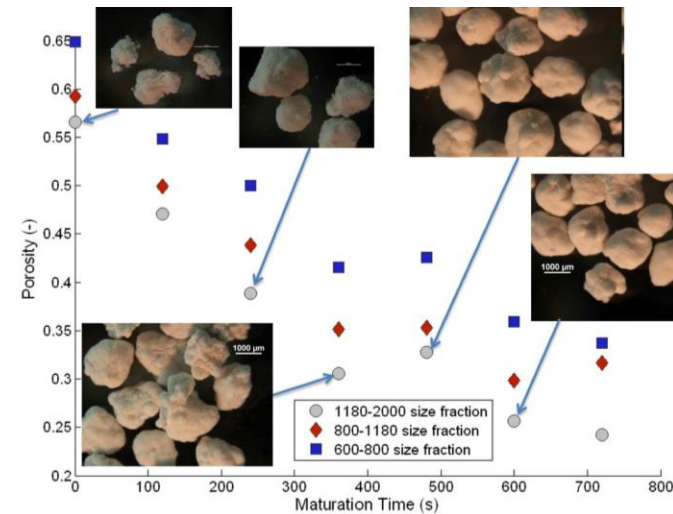 0.65
0.6
0.55
0.5
0.45
0.4
0.35
0.3
0.25
0.2
Porosity (-)
1000 µm
1000 µm
1180-2000 size fraction
800-1180 size fraction
600-800 size fraction
0 100 200 300 400 500 600 700 800
Maturation Time (s)